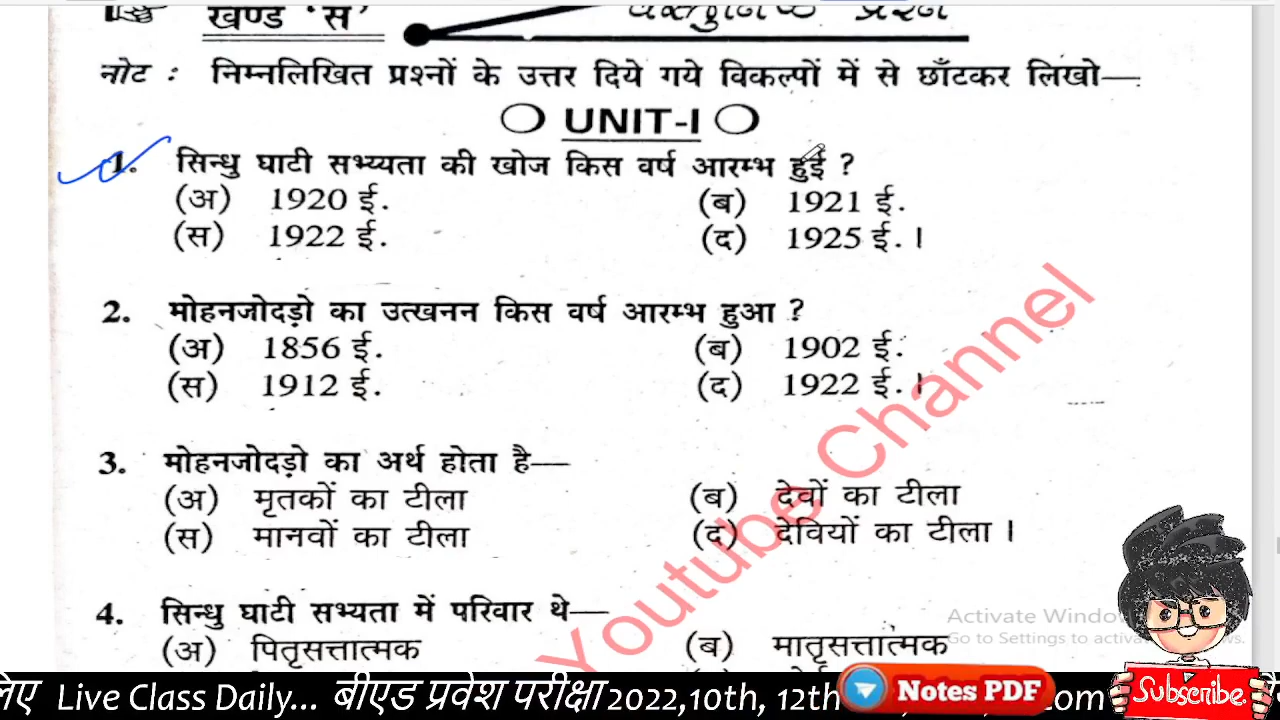 खण्ड 'स'
वस्तुनिष्ठ प्रश्न
नोट : निम्नलिखित प्रश्नों के उत्तर दिये गये विकल्पों में से छाँटकर लिखो—
UNIT-I
1. सिन्धु घाटी सभ्य्यता की खोज किस वर्ष आरम्भ हुई ?
(अ) 1920 ई. (ब) 1921 ई.
(स) 1922 ई. (द) 1925 ई. ।
2. मोहनजोदड़ो का उत्खनन किस वर्ष आरम्भ हुआ ?
(अ) 1856 ई. (ब) 1902 ई.
(स) 1912 ई. (द) 1922 ई. ।
3. मोहनजोदड़ो का अर्थ होता है—
(अ) मृतकों का टीला (ब) देवों का टीला
(स) मानवों का टीला (द) देवियों का टीला ।
4. सिन्धु घाटी सभ्यता में परिवार थे—
(अ) पितृसत्तात्मक (ब) मातृसत्तात्मक
Youtube Channel
Activate Windows
Go to Settings to activate
लिए Live Class Daily... बीएड प्रवेश परीक्षा 2022,10th, 12th
Notes PDF
Subscribe